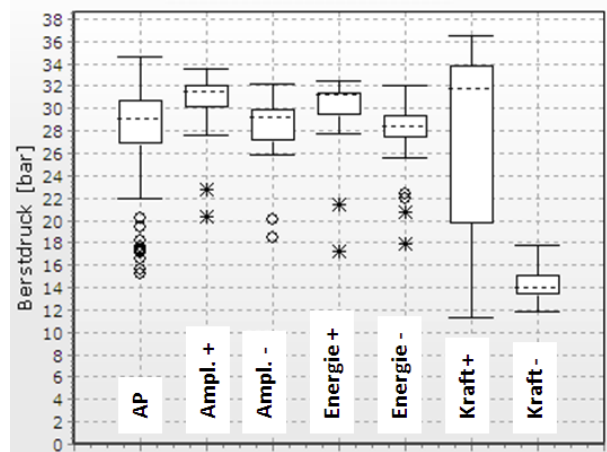 38
36
34
32
30
28
26
24
22
20
18
16
14
12
10
8
6
4
2
0
Berstdruck [bar]
AP
Ampl. +
Ampl. -
Energie +
Energie -
Kraft +
Kraft -